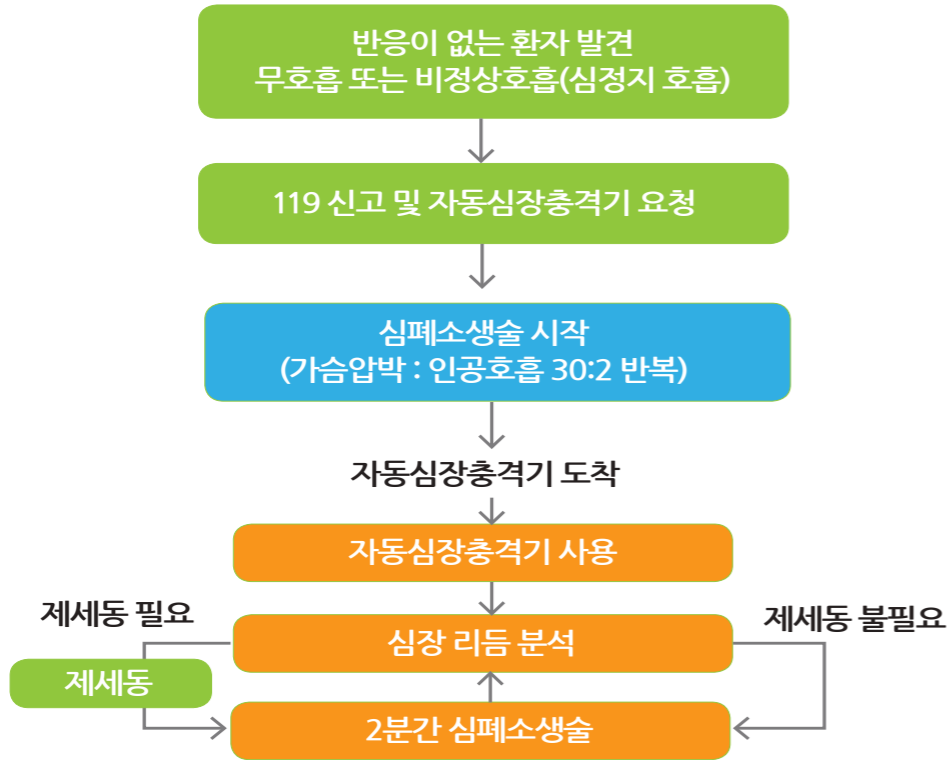 반응이 없는 환자 발견
무호흡 또는 비정상호흡(심정지 호흡)
119 신고 및 자동심장충격기 요청
심폐소생술 시작
(가슴압박 : 인공호흡 30:2 반복)
자동심장충격기 도착
자동심장충격기 사용
제세동 필요
심장 리듬 분석
제세동 불필요
제세동
2분간 심폐소생술